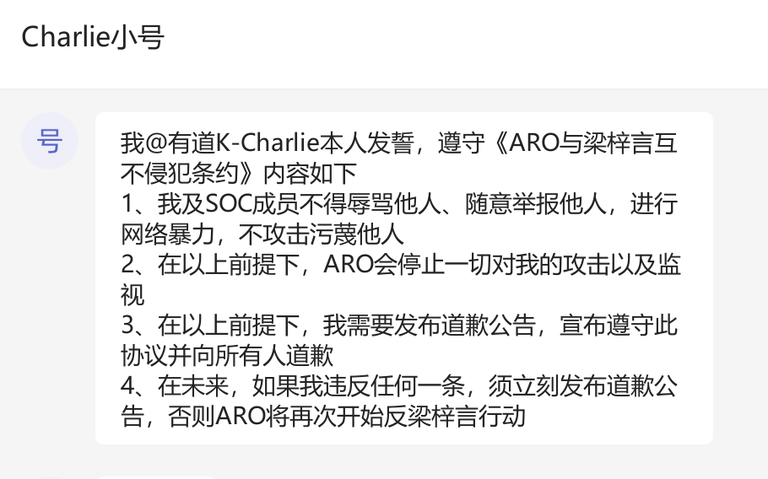 Charlie小号
号
我@有道K-Charlie本人发誓，遵守《ARO与梁梓言互
不侵犯条约》内容如下
1、我及SOC成员不得辱骂他人、随意举报他人，进行
网络暴力，不攻击污蔑他人
2、在以上前提下，ARO会停止一切对我的攻击以及监
视
3、在以上前提下，我需要发布道歉公告，宣布遵守此
协议并向所有人道歉
4、在未来，如果我违反任何一条，须立刻发布道歉公
告，否则ARO将再次开始反梁梓言行动